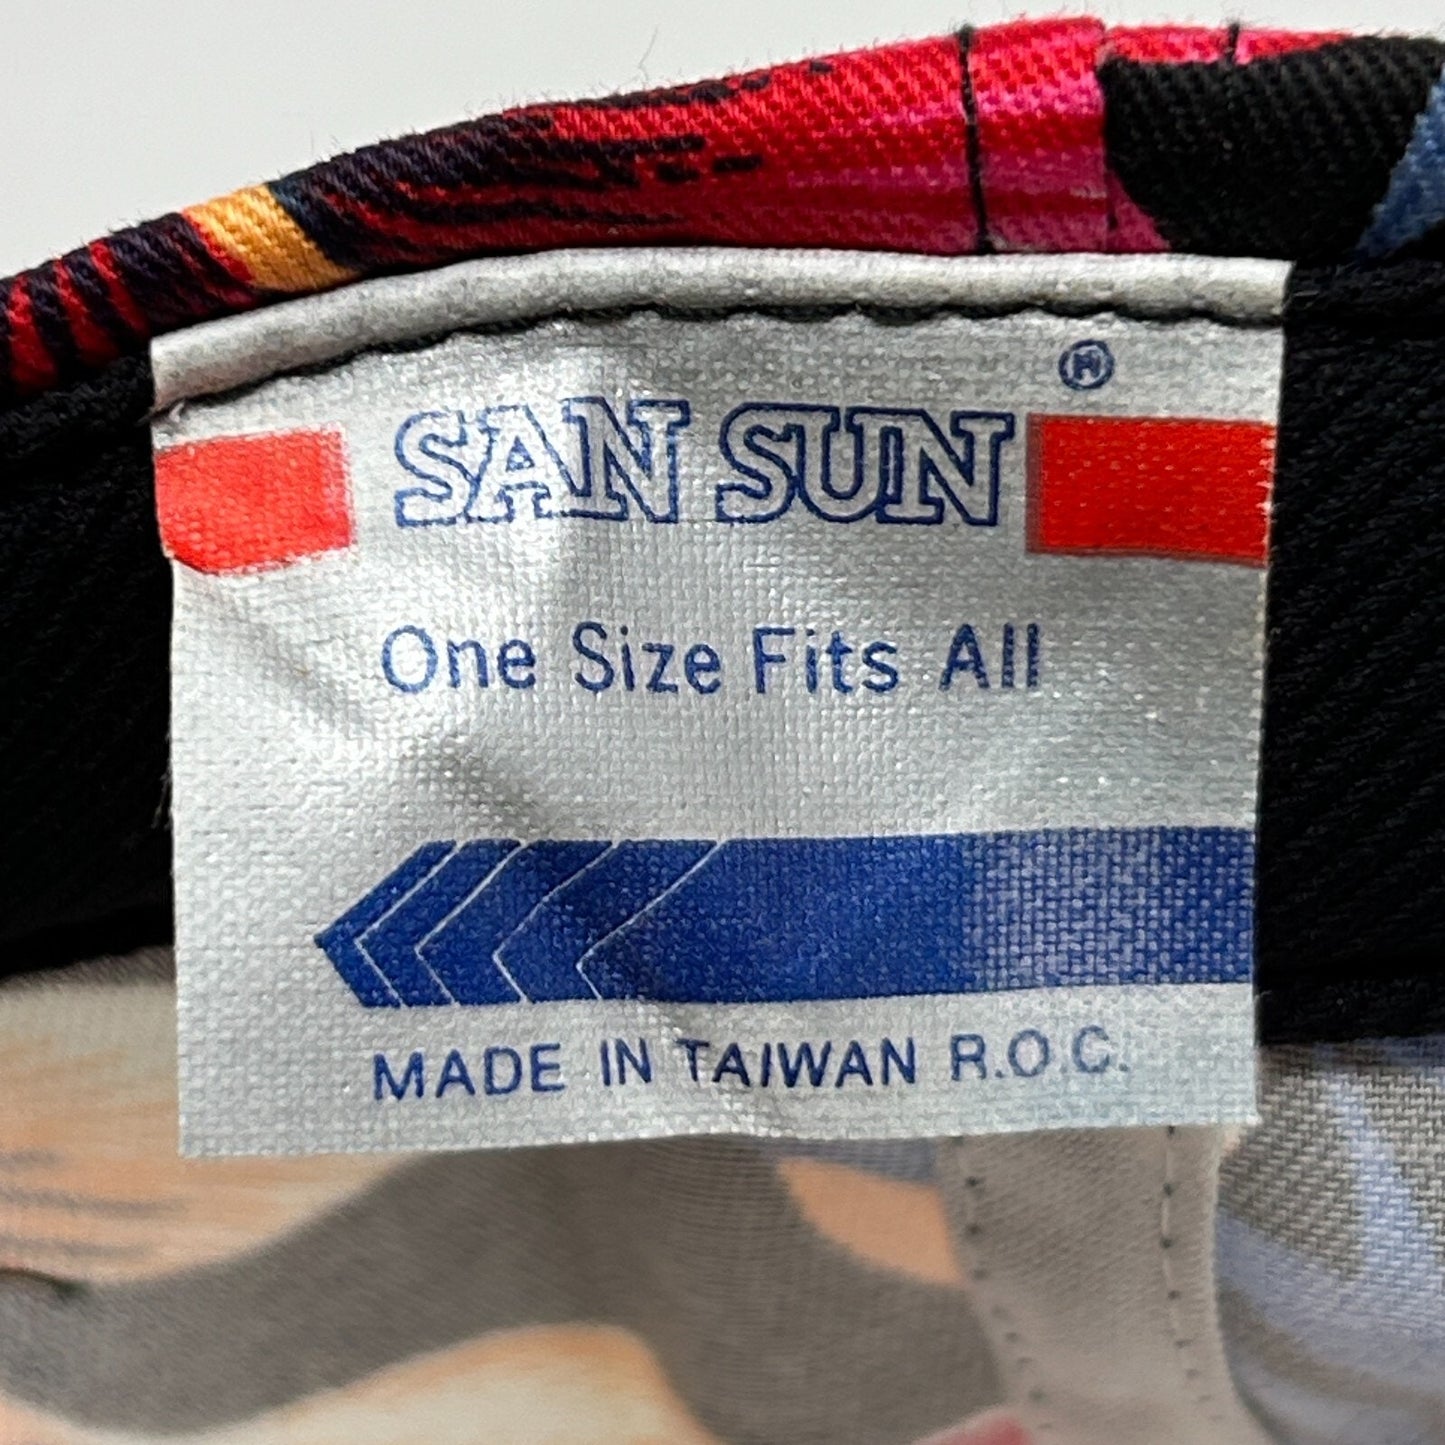 ®
SAN SUN
One Size Fits All
MADE IN TAIWAN R.O.C.